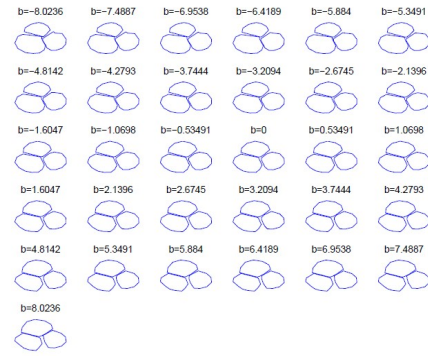 b=−8.0236 b=−7.4887 b=−6.9538 b=−6.4189 b=−5.884 b=−5.3491
b=−4.8142 b=−4.2793 b=−3.7444 b=−3.2094 b=−2.6745 b=−2.1396
b=−1.6047 b=−1.0698 b=−0.53491 b=0 b=0.53491 b=1.0698
b=1.6047 b=2.1396 b=2.6745 b=3.2094 b=3.7444 b=4.2793
b=4.8142 b=5.3491 b=5.884 b=6.4189 b=6.9538 b=7.4887
b=8.0236